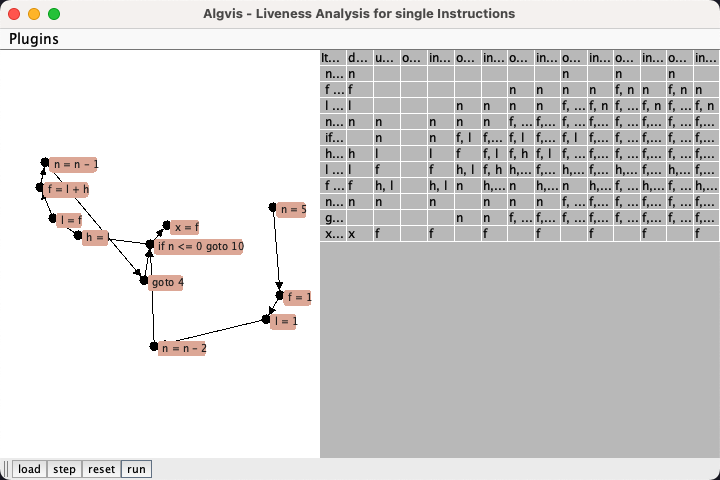 Algvis - Liveness Analysis for single Instructions
Plugins
n = n - 1
f = l + h
l = f
h =
x = f
if n <= 0 goto 10
goto 4
n = 5
f = 1
l = 1
n = n - 2
It... d... u... o... in... o... in... o... in... o... in... o... in... o... in...
n... n n n n
f ... f n n n n f, n n f, n n
l ... l n n n n f, ... f, n f, ... f, n f, ... f, n
n... n n n n n f, ... f,... f, ... f,... f, ... f,... f, ... f,...
if... n n f, l f,... f, l f,... f, l f,... f, ... f,... f, ... f,...
h... h l l f f, l f, h f, l f, ... f,... f, ... f,... f, ... f,...
l ... l f f h, l f, h h,... f,... h,... f,... h,... f,... h,... f,...
f ... f h, l h, l n h,... n h,... n h,... f, ... h,... f, ... h,...
n... n n n n n n n f, ... f,... f, ... f,... f, ... f,...
g... n n f, ... f,... f, ... f,... f, ... f,... f, ... f,...
x... x f f f f f f f
load step reset run